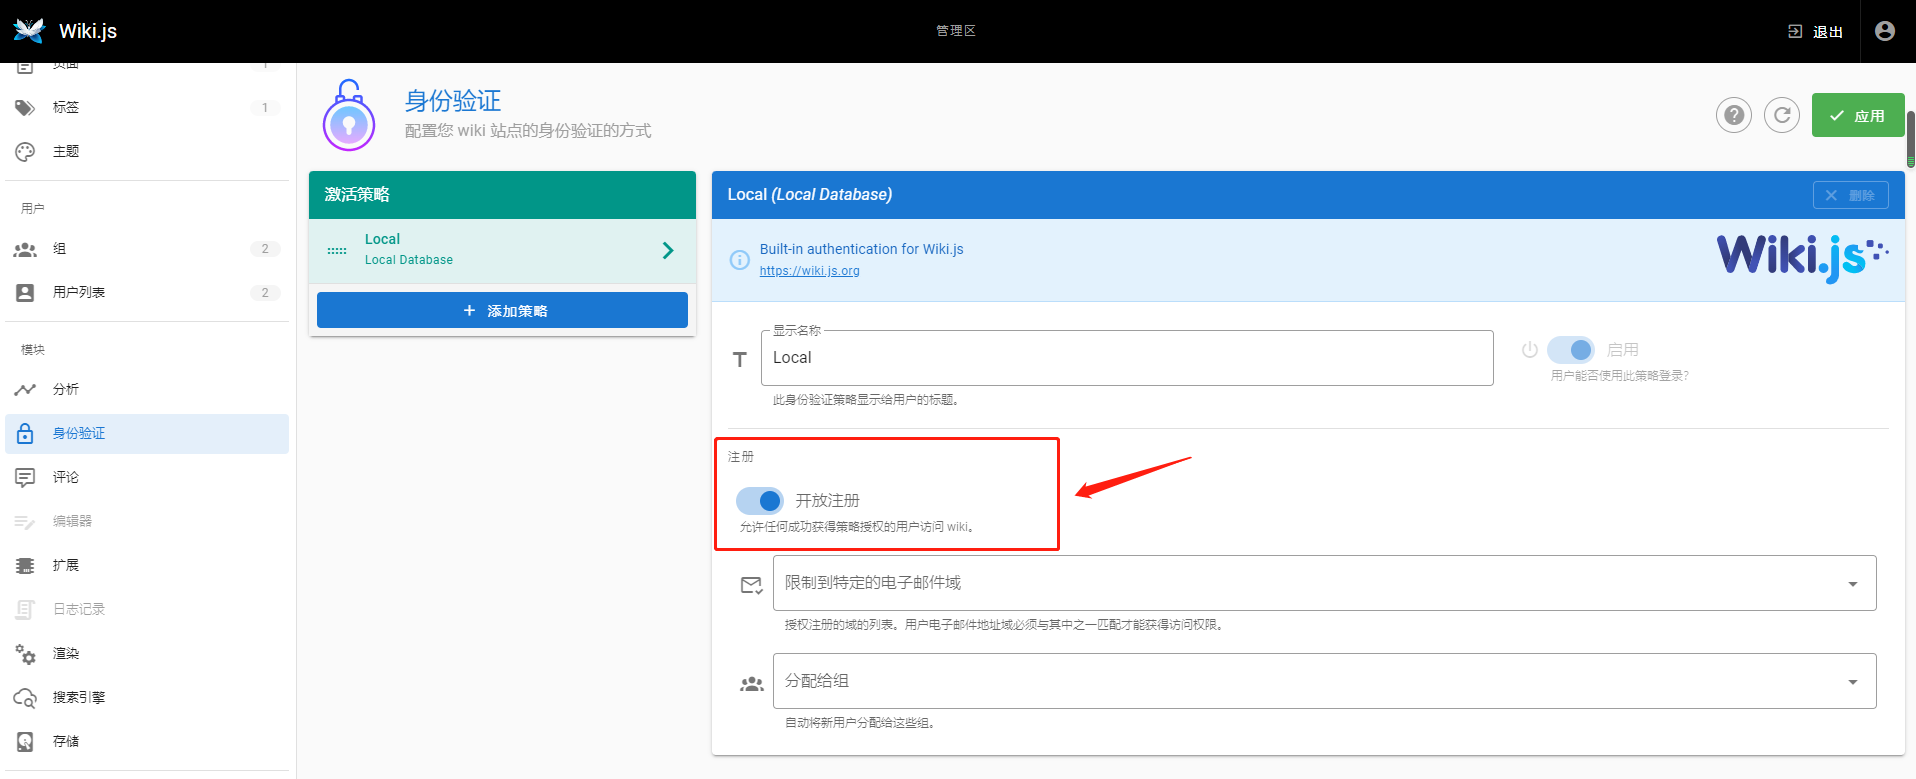 Wiki.js
管理区
退出
页面
1
标签
1
主题
用户
组
2
用户列表
2
模块
分析
身份验证
评论
编辑器
扩展
日志记录
渲染
搜索引擎
存储
身份验证
配置您 wiki 站点的身份验证的方式
应用
激活策略
Local
Local Database
添加策略
Local (Local Database)
删除
Built-in authentication for Wiki.js
https://wiki.js.org
Wiki.js
显示名称
Local
此身份验证策略显示给用户的标题。
启用
用户能否使用此策略登录?
注册
开放注册
允许任何成功获得策略授权的用户访问 wiki。
限制到特定的电子邮件域
授权注册的域的列表。用户电子邮件地址域必须与其中之一匹配才能获得访问权限。
分配给组
自动将新用户分配给这些组。